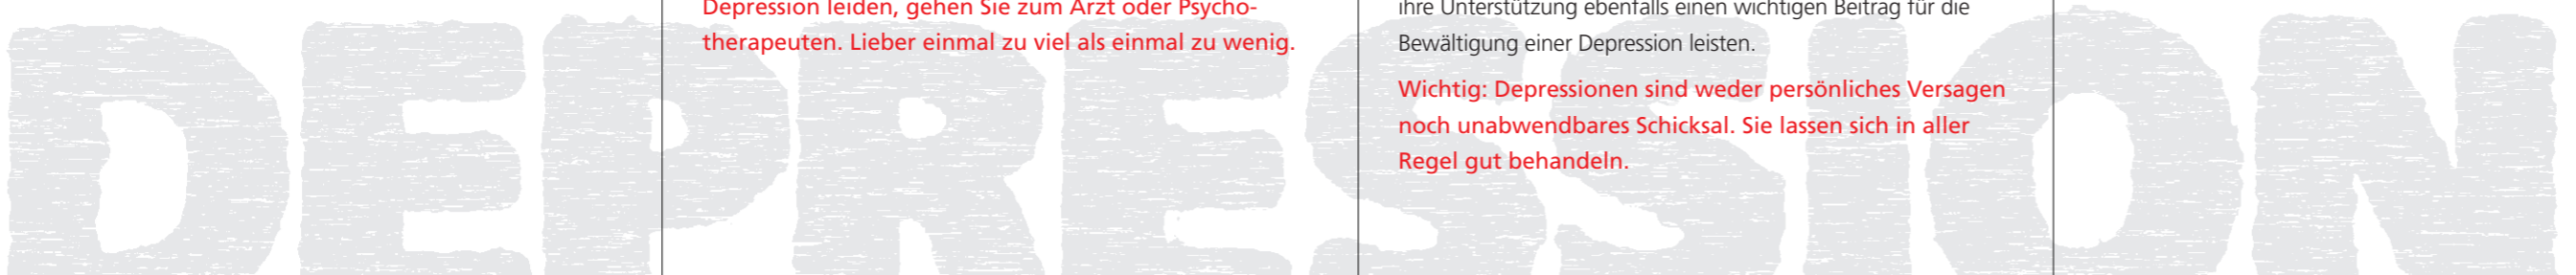 Depression leiden, gehen Sie zum Arzt oder Psycho-
therapeuten. Lieber einmal zu viel als einmal zu wenig.
ihre Unterstützung ebenfalls einen wichtigen Beitrag für die
Bewältigung einer Depression leisten.
Wichtig: Depressionen sind weder persönliches Versagen
noch unabwendbares Schicksal. Sie lassen sich in aller
Regel gut behandeln.
DEPRESSION